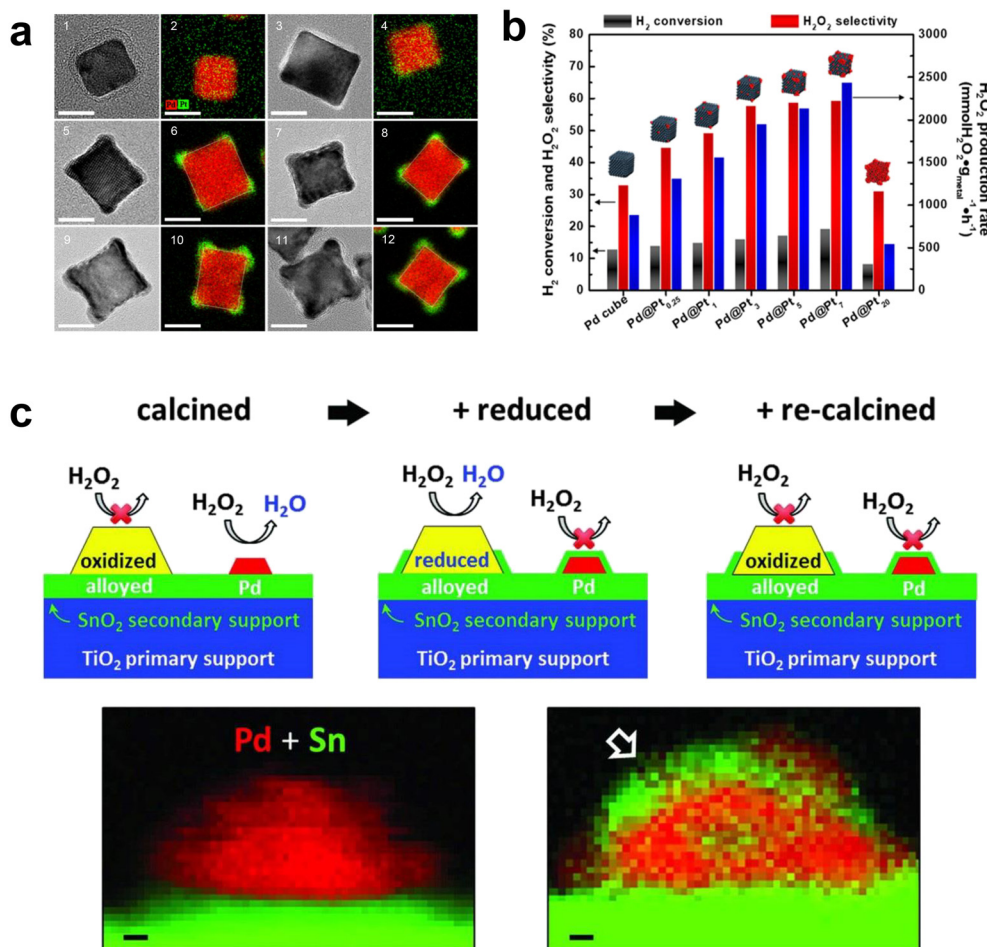 a
1
2
3
4
Pd Pt
5
6
7
8
9
10
11
12
b
H₂ conversion
H₂O₂ selectivity
H₂ conversion and H₂O₂ selectivity (%)
80
70
60
50
40
30
20
10
0
3000
2500
2000
1500
1000
500
0
H₂O₂ production rate
(mmolH₂O₂•g_metal⁻¹•h⁻¹)
Pd cube
Pd@Pt₀.₂₅
Pd@Pt₁
Pd@Pt₃
Pd@Pt₅
Pd@Pt₇
Pd@Pt₂₀
c
calcined
+ reduced
+ re-calcined
H₂O₂
H₂O₂
H₂O
oxidized
alloyed
Pd
SnO₂ secondary support
TiO₂ primary support
H₂O₂
H₂O
H₂O₂
reduced
alloyed
Pd
SnO₂ secondary support
TiO₂ primary support
H₂O₂
H₂O₂
oxidized
alloyed
Pd
SnO₂ secondary support
TiO₂ primary support
Pd + Sn